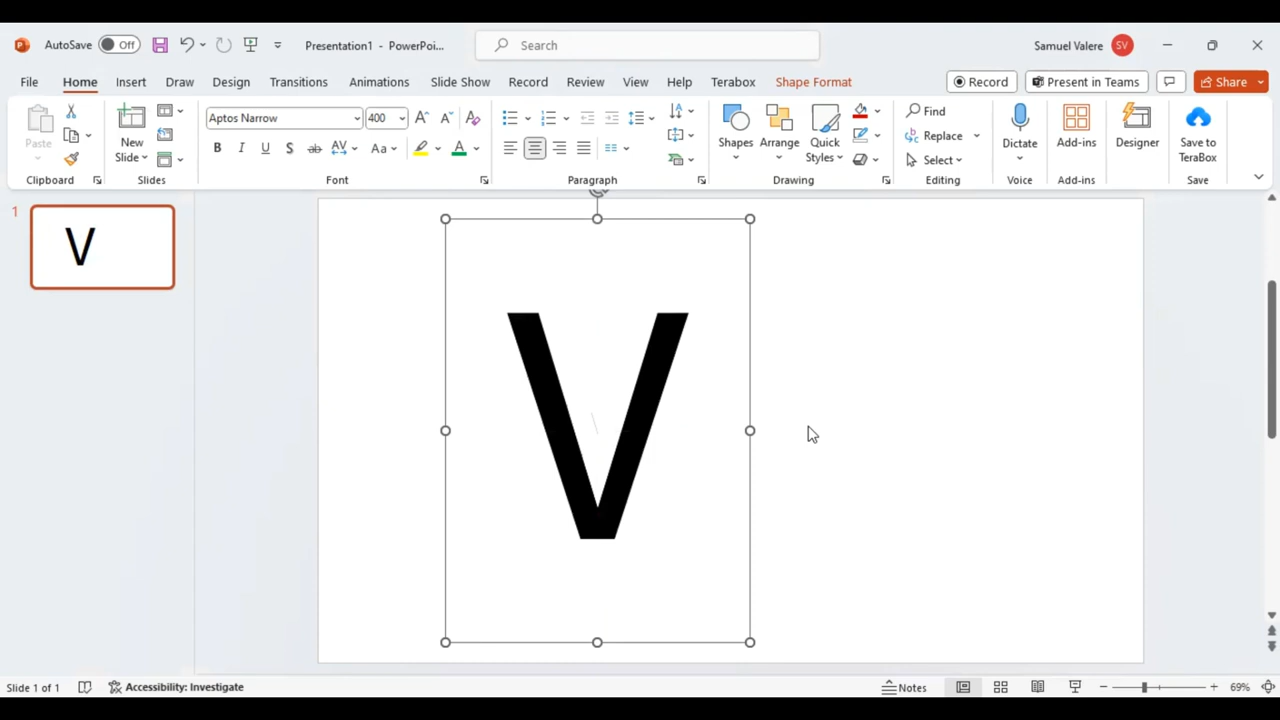 AutoSave Off Presentation1 - PowerPoi... Search Samuel Valere SV
File Home Insert Draw Design Transitions Animations Slide Show Record Review View Help Terabox Shape Format Record Present in Teams Share
Paste
New
Slide
Aptos Narrow 400
B I U S ab AV Aa A
Shapes Arrange Quick
Styles
Find
Replace
Select
Dictate
Add-ins
Designer
Save to
TeraBox
Clipboard Slides Font Paragraph Drawing Editing Voice Add-ins Save
1
V
V
Slide 1 of 1 Accessibility: Investigate Notes 69%